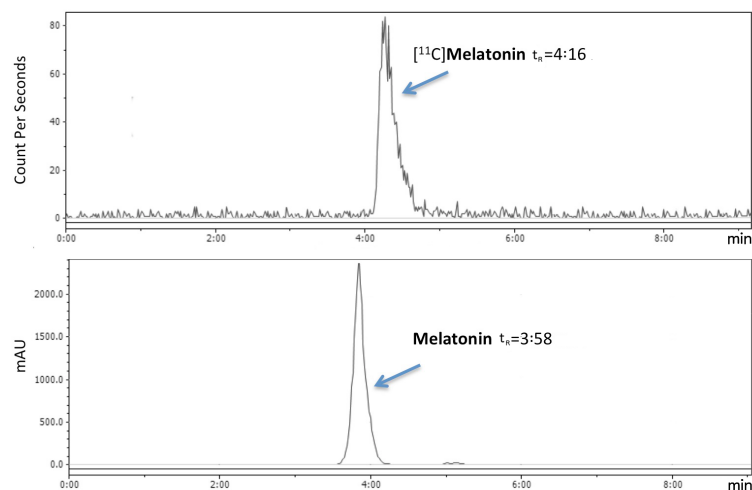 80
60
40
20
0
Count Per Seconds
[¹¹C]Melatonin tR=4:16
0:00 2:00 4:00 6:00 8:00 min
2000.0
1500.0
1000.0
500.0
0.0
mAU
Melatonin tR=3:58
0:00 2:00 4:00 6:00 8:00 min